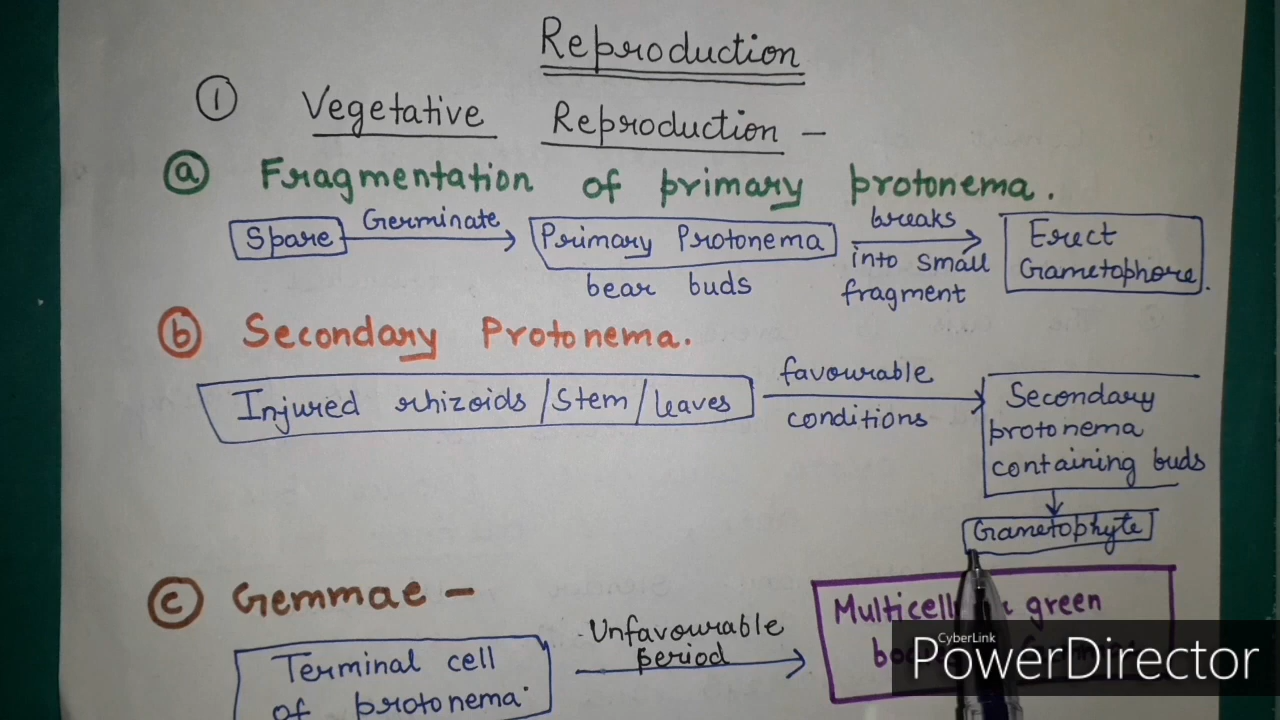 Reproduction
① Vegetative Reproduction –
ⓐ Fragmentation of primary protonema.
Spore Germinate Primary Protonema breaks Erect
bear buds into small Gametophore.
fragment
ⓑ Secondary Protonema.
Injured rhizoids/Stem/leaves favourable Secondary
conditions protonema
containing buds
Gametophyte
ⓒ Gemmae –
Terminal cell Unfavourable green
of protonema. period
CyberLink
PowerDirector